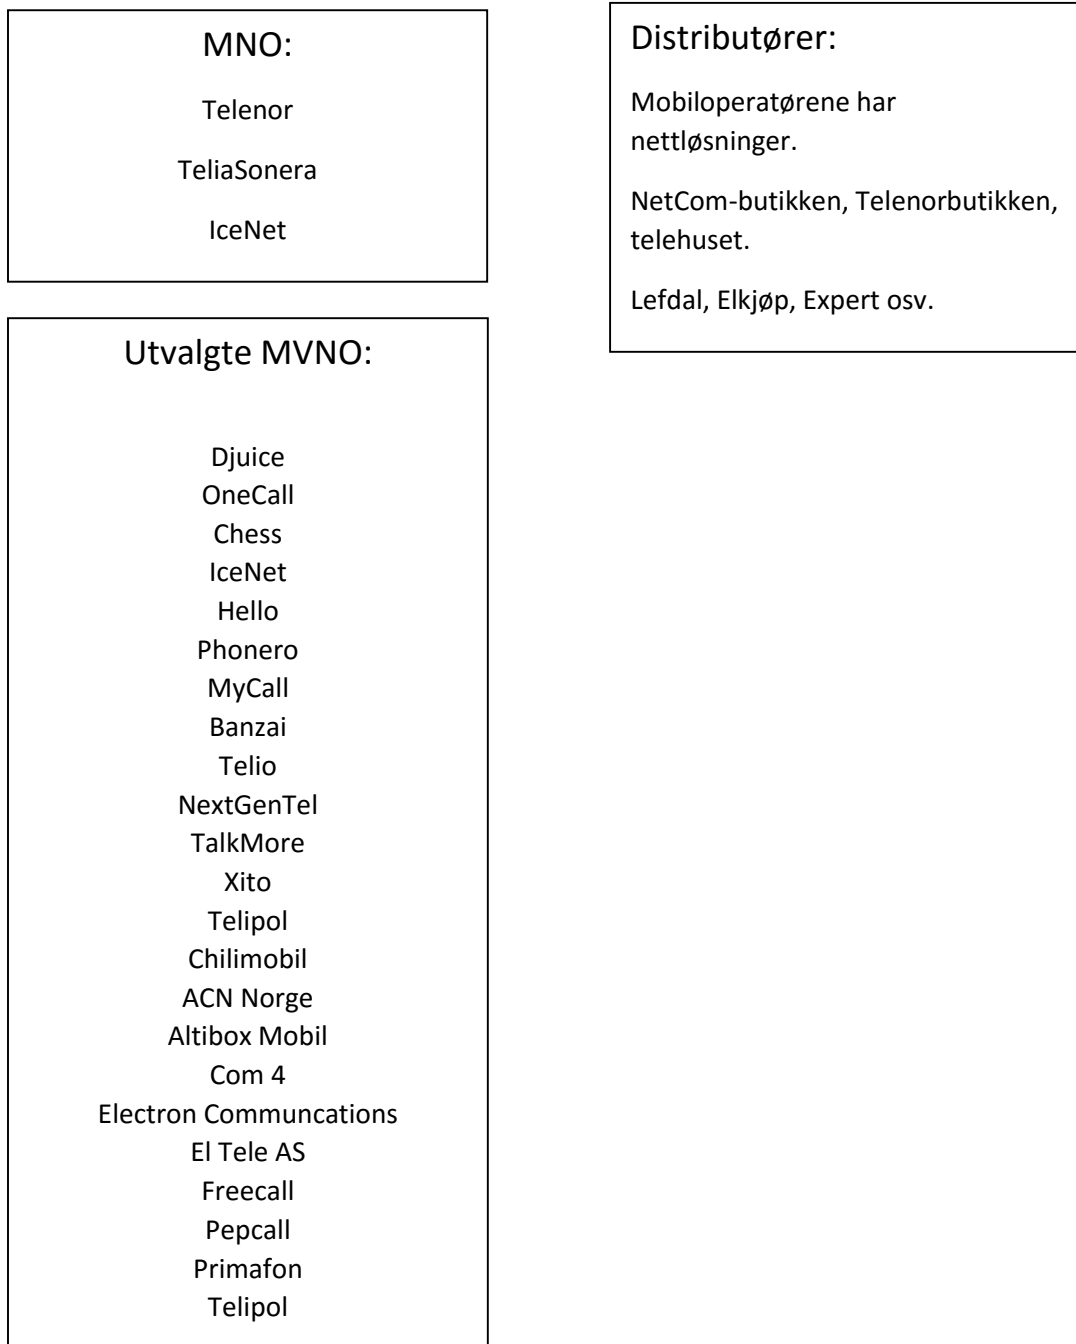 MNO:
Telenor
TeliaSonera
IceNet
Utvalgte MVNO:
Djuice
OneCall
Chess
IceNet
Hello
Phonero
MyCall
Banzai
Telio
NextGenTel
TalkMore
Xito
Telipol
Chilimobil
ACN Norge
Altibox Mobil
Com 4
Electron Communcations
El Tele AS
Freecall
Pepcall
Primafon
Telipol
Distributører:
Mobiloperatørene har
nettløsninger.
NetCom-butikken, Telenorbutikken,
telehuset.
Lefdal, Elkjøp, Expert osv.